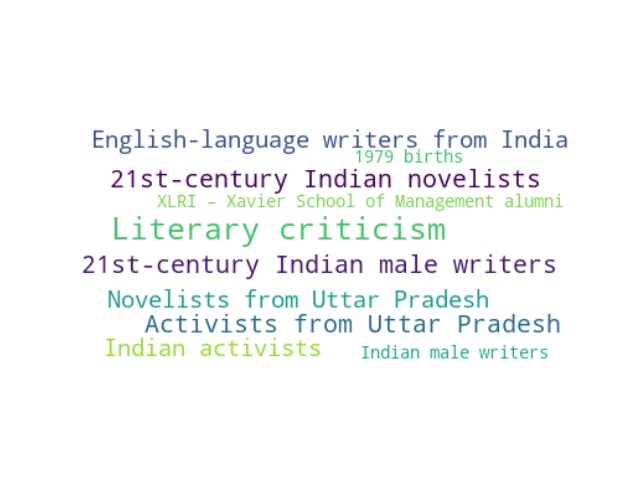 English-language writers from India
1979 births
21st-century Indian novelists
XLRI – Xavier School of Management alumni
Literary criticism
21st-century Indian male writers
Novelists from Uttar Pradesh
Activists from Uttar Pradesh
Indian activists
Indian male writers